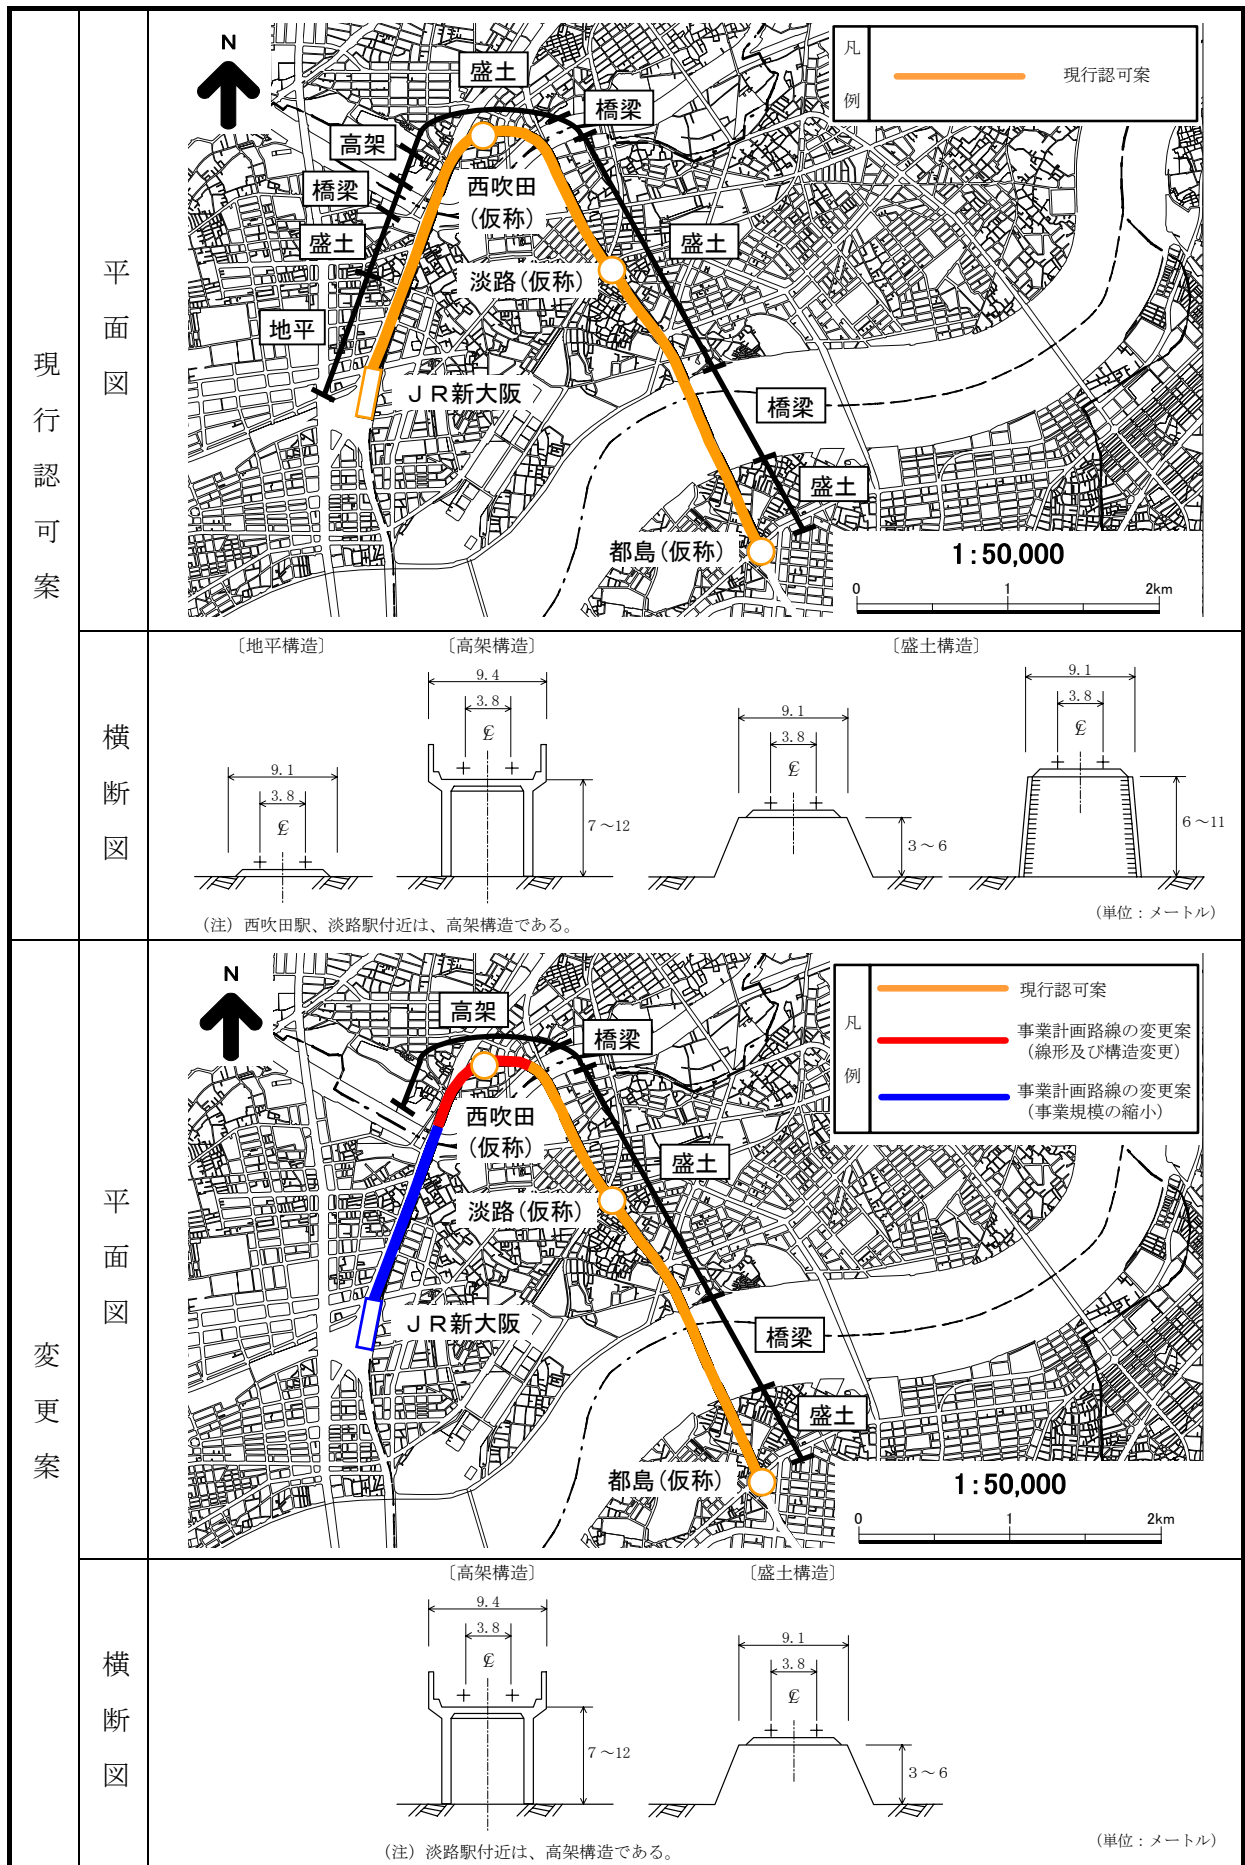 現行認可案
平面図
N
凡例
現行認可案
盛土
橋梁
高架
橋梁
西吹田
(仮称)
盛土
盛土
淡路(仮称)
地平
ＪＲ新大阪
橋梁
盛土
都島(仮称)
1:50,000
0 1 2km
横断図
〔地平構造〕
9.1
3.8
℄
〔高架構造〕
9.4
3.8
℄
7～12
〔盛土構造〕
9.1
3.8
℄
3～6
9.1
3.8
℄
6～11
(注) 西吹田駅、淡路駅付近は、高架構造である。
(単位：メートル)
変更案
平面図
N
凡例
現行認可案
事業計画路線の変更案
(線形及び構造変更)
事業計画路線の変更案
(事業規模の縮小)
高架
橋梁
西吹田
(仮称)
盛土
淡路(仮称)
ＪＲ新大阪
橋梁
盛土
都島(仮称)
1:50,000
0 1 2km
横断図
〔高架構造〕
9.4
3.8
℄
7～12
〔盛土構造〕
9.1
3.8
℄
3～6
(注) 淡路駅付近は、高架構造である。
(単位：メートル)